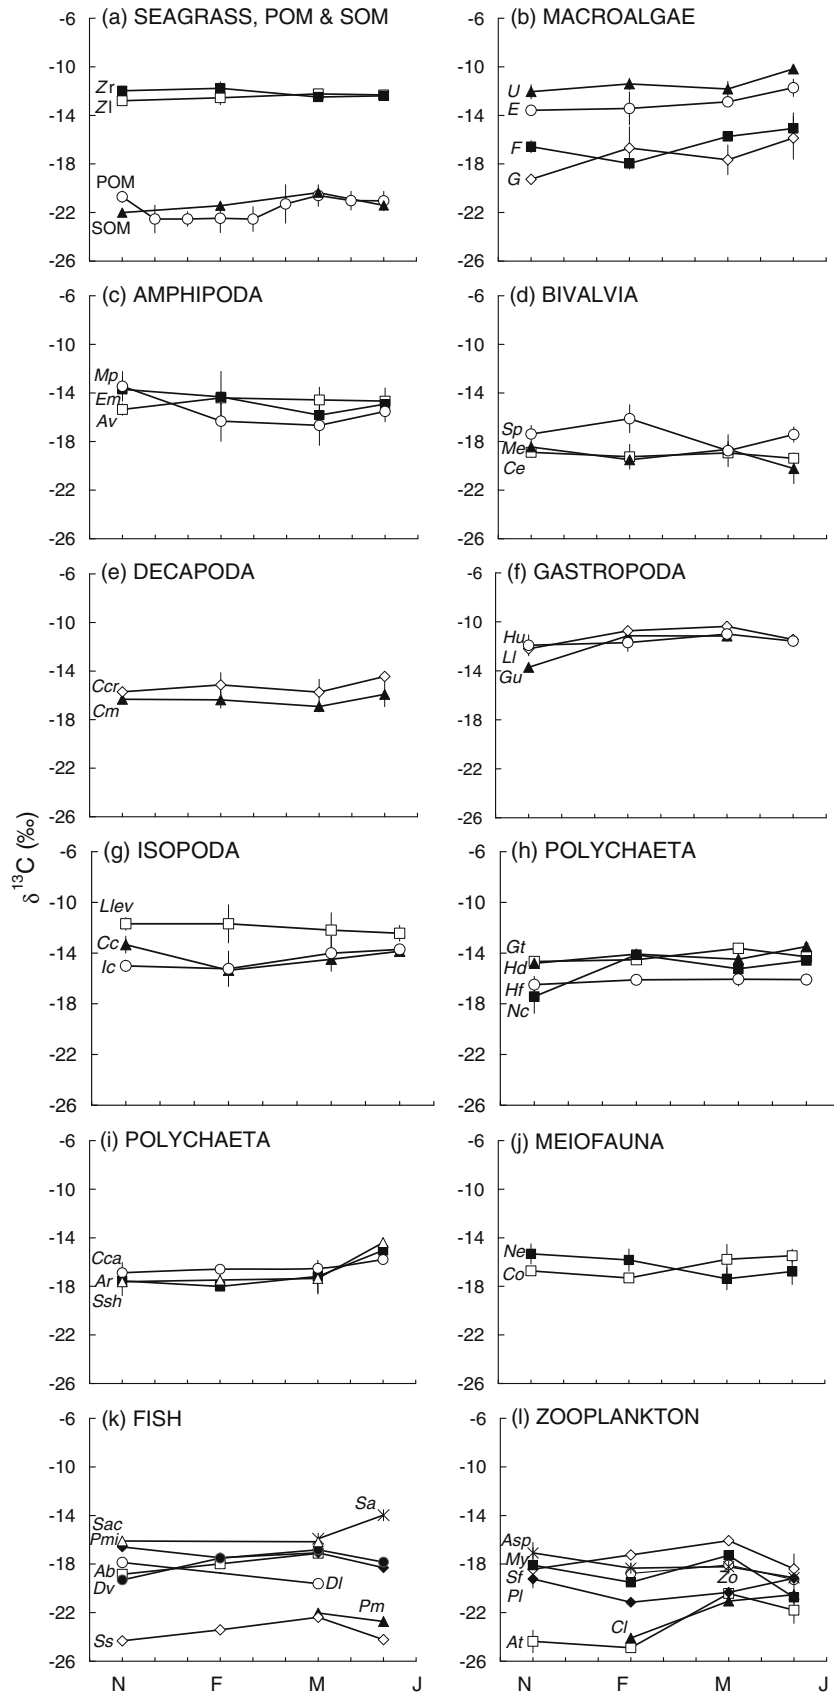 (a) SEAGRASS, POM & SOM
-6
-10
-14
-18
-22
-26
Zr
Zl
POM
SOM
(b) MACROALGAE
-6
-10
-14
-18
-22
-26
U
E
F
G
(c) AMPHIPODA
-6
-10
-14
-18
-22
-26
Mp
Em
Av
(d) BIVALVIA
-6
-10
-14
-18
-22
-26
Sp
Me
Ce
(e) DECAPODA
-6
-10
-14
-18
-22
-26
Ccr
Cm
(f) GASTROPODA
-6
-10
-14
-18
-22
-26
Hu
Ll
Gu
δ 13C (‰)
(g) ISOPODA
-6
-10
-14
-18
-22
-26
Llev
Cc
Ic
(h) POLYCHAETA
-6
-10
-14
-18
-22
-26
Gt
Hd
Hf
Nc
(i) POLYCHAETA
-6
-10
-14
-18
-22
-26
Cca
Ar
Ssh
(j) MEIOFAUNA
-6
-10
-14
-18
-22
-26
Ne
Co
(k) FISH
-6
-10
-14
-18
-22
-26
Sa
Sac
Pmi
Ab
Dv
Dl
Pm
Ss
N F M J
(l) ZOOPLANKTON
-6
-10
-14
-18
-22
-26
Asp
My
Sf
Pl
Zo
Cl
At
N F M J